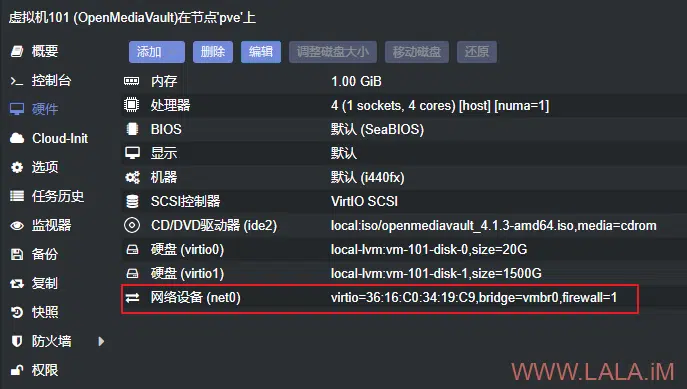 虚拟机101 (OpenMediaVault)在节点'pve'上
概要
控制台
硬件
Cloud-Init
选项
任务历史
监视器
备份
复制
快照
防火墙
权限
添加 删除 编辑 调整磁盘大小 移动磁盘 还原
内存 1.00 GiB
处理器 4 (1 sockets, 4 cores) [host] [numa=1]
BIOS 默认 (SeaBIOS)
显示 默认
机器 默认 (i440fx)
SCSI控制器 VirtIO SCSI
CD/DVD驱动器 (ide2) local:iso/openmediavault_4.1.3-amd64.iso,media=cdrom
硬盘 (virtio0) local-lvm:vm-101-disk-0,size=20G
硬盘 (virtio1) local-lvm:vm-101-disk-1,size=1500G
网络设备 (net0) virtio=36:16:C0:34:19:C9,bridge=vmbr0,firewall=1
WWW.LALA.iM